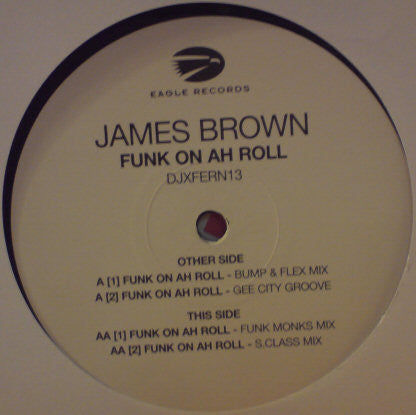 EAGLE RECORDS
JAMES BROWN
FUNK ON AH ROLL
DJXFERN13
OTHER SIDE
A [1] FUNK ON AH ROLL - BUMP & FLEX MIX
A [2] FUNK ON AH ROLL - GEE CITY GROOVE
THIS SIDE
AA [1] FUNK ON AH ROLL - FUNK MONKS MIX
AA [2] FUNK ON AH ROLL - S.CLASS MIX